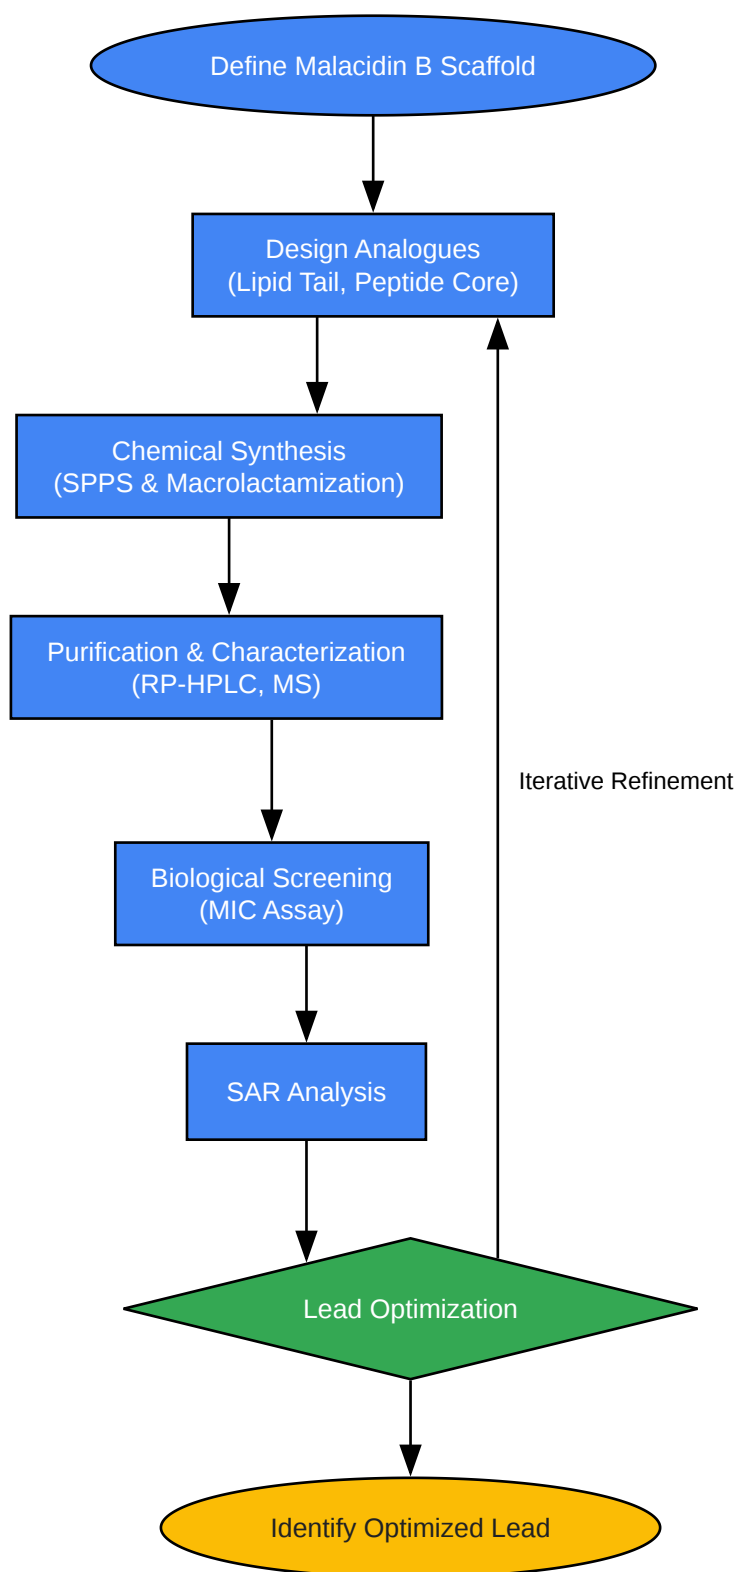 Define Malacidin B Scaffold
Design Analogues
(Lipid Tail, Peptide Core)
Chemical Synthesis
(SPPS & Macrolactamization)
Purification & Characterization
(RP-HPLC, MS)
Iterative Refinement
Biological Screening
(MIC Assay)
SAR Analysis
Lead Optimization
Identify Optimized Lead